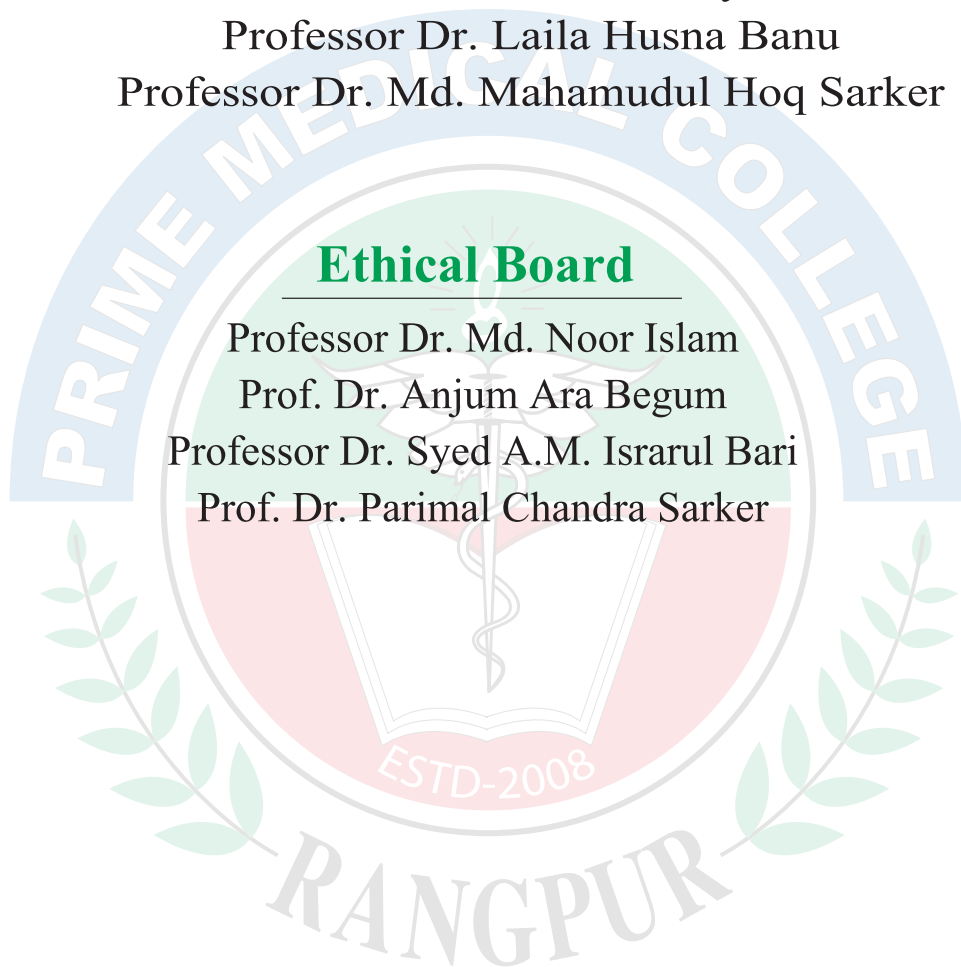 Professor Dr. Laila Husna Banu
Professor Dr. Md. Mahamudul Hoq Sarker
PRIME MEDICAL COLLEGE
Ethical Board
Professor Dr. Md. Noor Islam
Prof. Dr. Anjum Ara Begum
Professor Dr. Syed A.M. Israrul Bari
Prof. Dr. Parimal Chandra Sarker
ESTD-2008
RANGPUR